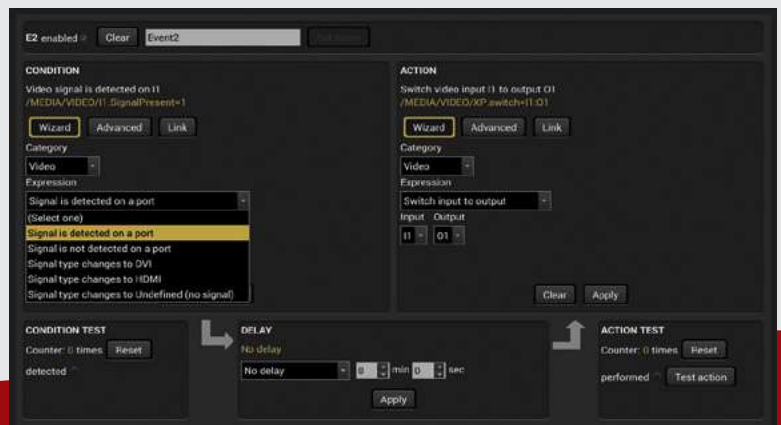 E2 enabled Clear Event2
CONDITION
Video signal is detected on I1
/MEDIA/VIDEO/I1.SignalPresent=1
Wizard Advanced Link
Category
Video
Expression
Signal is detected on a port
(Select one)
Signal is detected on a port
Signal is not detected on a port
Signal type changes to DVI
Signal type changes to HDMI
Signal type changes to Undefined (no signal)
ACTION
Switch video input I1 to output O1
/MEDIA/VIDEO/XP.switch=I1:O1
Wizard Advanced Link
Category
Video
Expression
Switch input to output
Input Output
I1 O1
Clear Apply
CONDITION TEST
Counter: 0 times Reset
detected
DELAY
No delay
No delay 0 min 0 sec
Apply
ACTION TEST
Counter: 0 times Reset
performed Test action